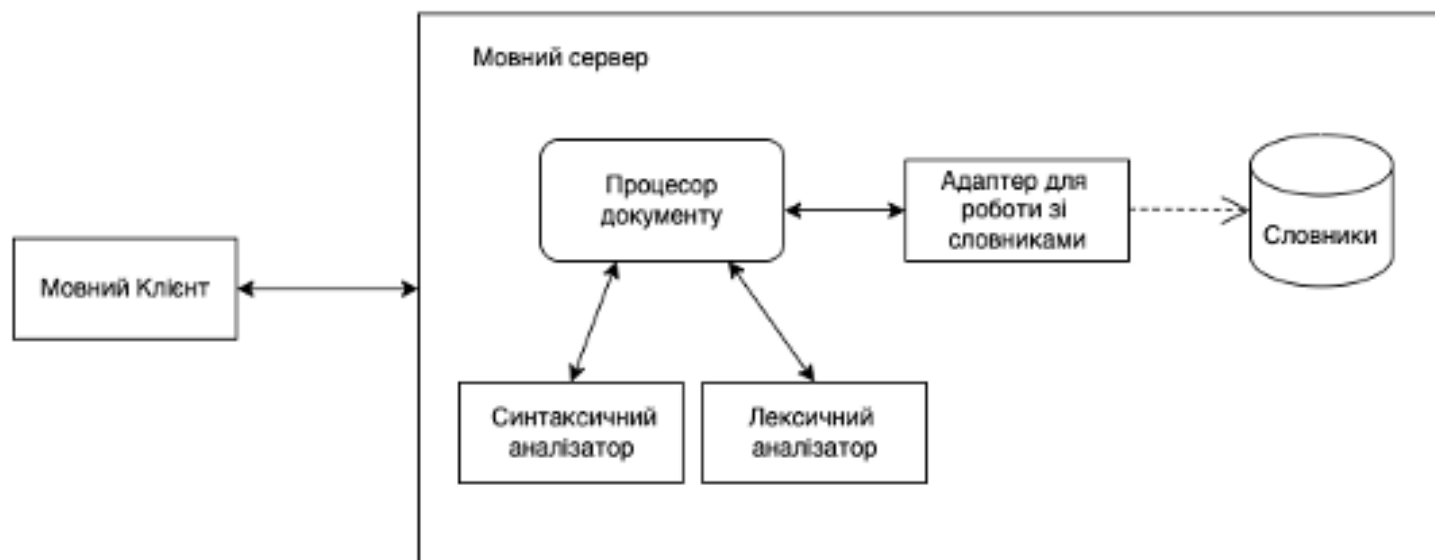 Мовний сервер
Процесор
документу
Адаптер для
роботи зі
словниками
Словники
Мовний Клієнт
Синтаксичний
аналізатор
Лексичний
аналізатор